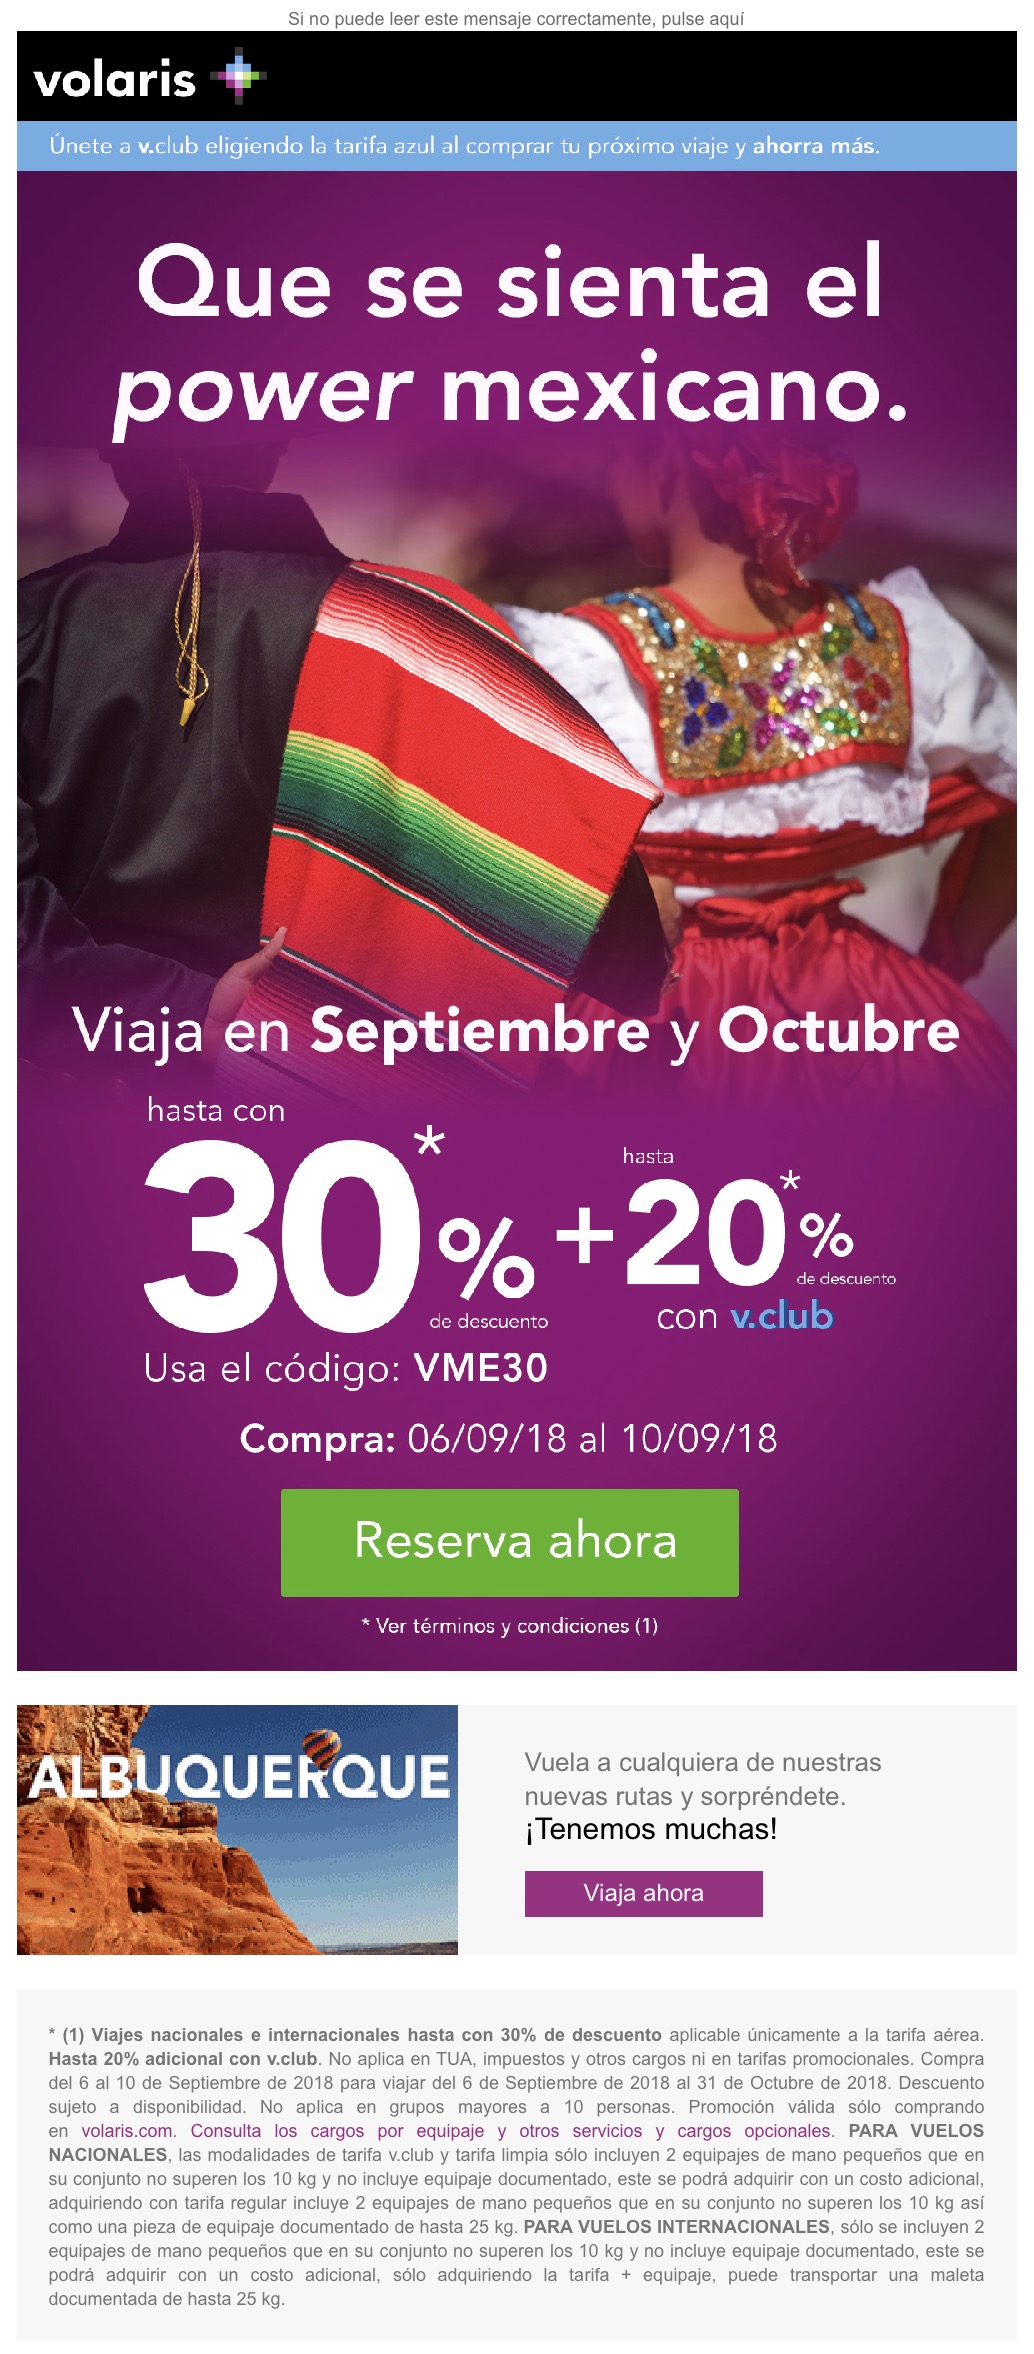 Si no puede leer este mensaje correctamente, pulse aquí
volaris
Únete a v.club eligiendo la tarifa azul al comprar tu próximo viaje y ahorra más.
Que se sienta el
power mexicano.
Viaja en Septiembre y Octubre
hasta con
30*%
de descuento
+
hasta
20*%
de descuento
con v.club
Usa el código: VME30
Compra: 06/09/18 al 10/09/18
Reserva ahora
* Ver términos y condiciones (1)
ALBUQUERQUE
Vuela a cualquiera de nuestras
nuevas rutas y sorpréndete.
¡Tenemos muchas!
Viaja ahora
* (1) Viajes nacionales e internacionales hasta con 30% de descuento aplicable únicamente a la tarifa aérea.
Hasta 20% adicional con v.club. No aplica en TUA, impuestos y otros cargos ni en tarifas promocionales. Compra
del 6 al 10 de Septiembre de 2018 para viajar del 6 de Septiembre de 2018 al 31 de Octubre de 2018. Descuento
sujeto a disponibilidad. No aplica en grupos mayores a 10 personas. Promoción válida sólo comprando
en volaris.com. Consulta los cargos por equipaje y otros servicios y cargos opcionales. PARA VUELOS
NACIONALES, las modalidades de tarifa v.club y tarifa limpia sólo incluyen 2 equipajes de mano pequeños que en
su conjunto no superen los 10 kg y no incluye equipaje documentado, este se podrá adquirir con un costo adicional,
adquiriendo con tarifa regular incluye 2 equipajes de mano pequeños que en su conjunto no superen los 10 kg así
como una pieza de equipaje documentado de hasta 25 kg. PARA VUELOS INTERNACIONALES, sólo se incluyen 2
equipajes de mano pequeños que en su conjunto no superen los 10 kg y no incluye equipaje documentado, este se
podrá adquirir con un costo adicional, sólo adquiriendo la tarifa + equipaje, puede transportar una maleta
documentada de hasta 25 kg.